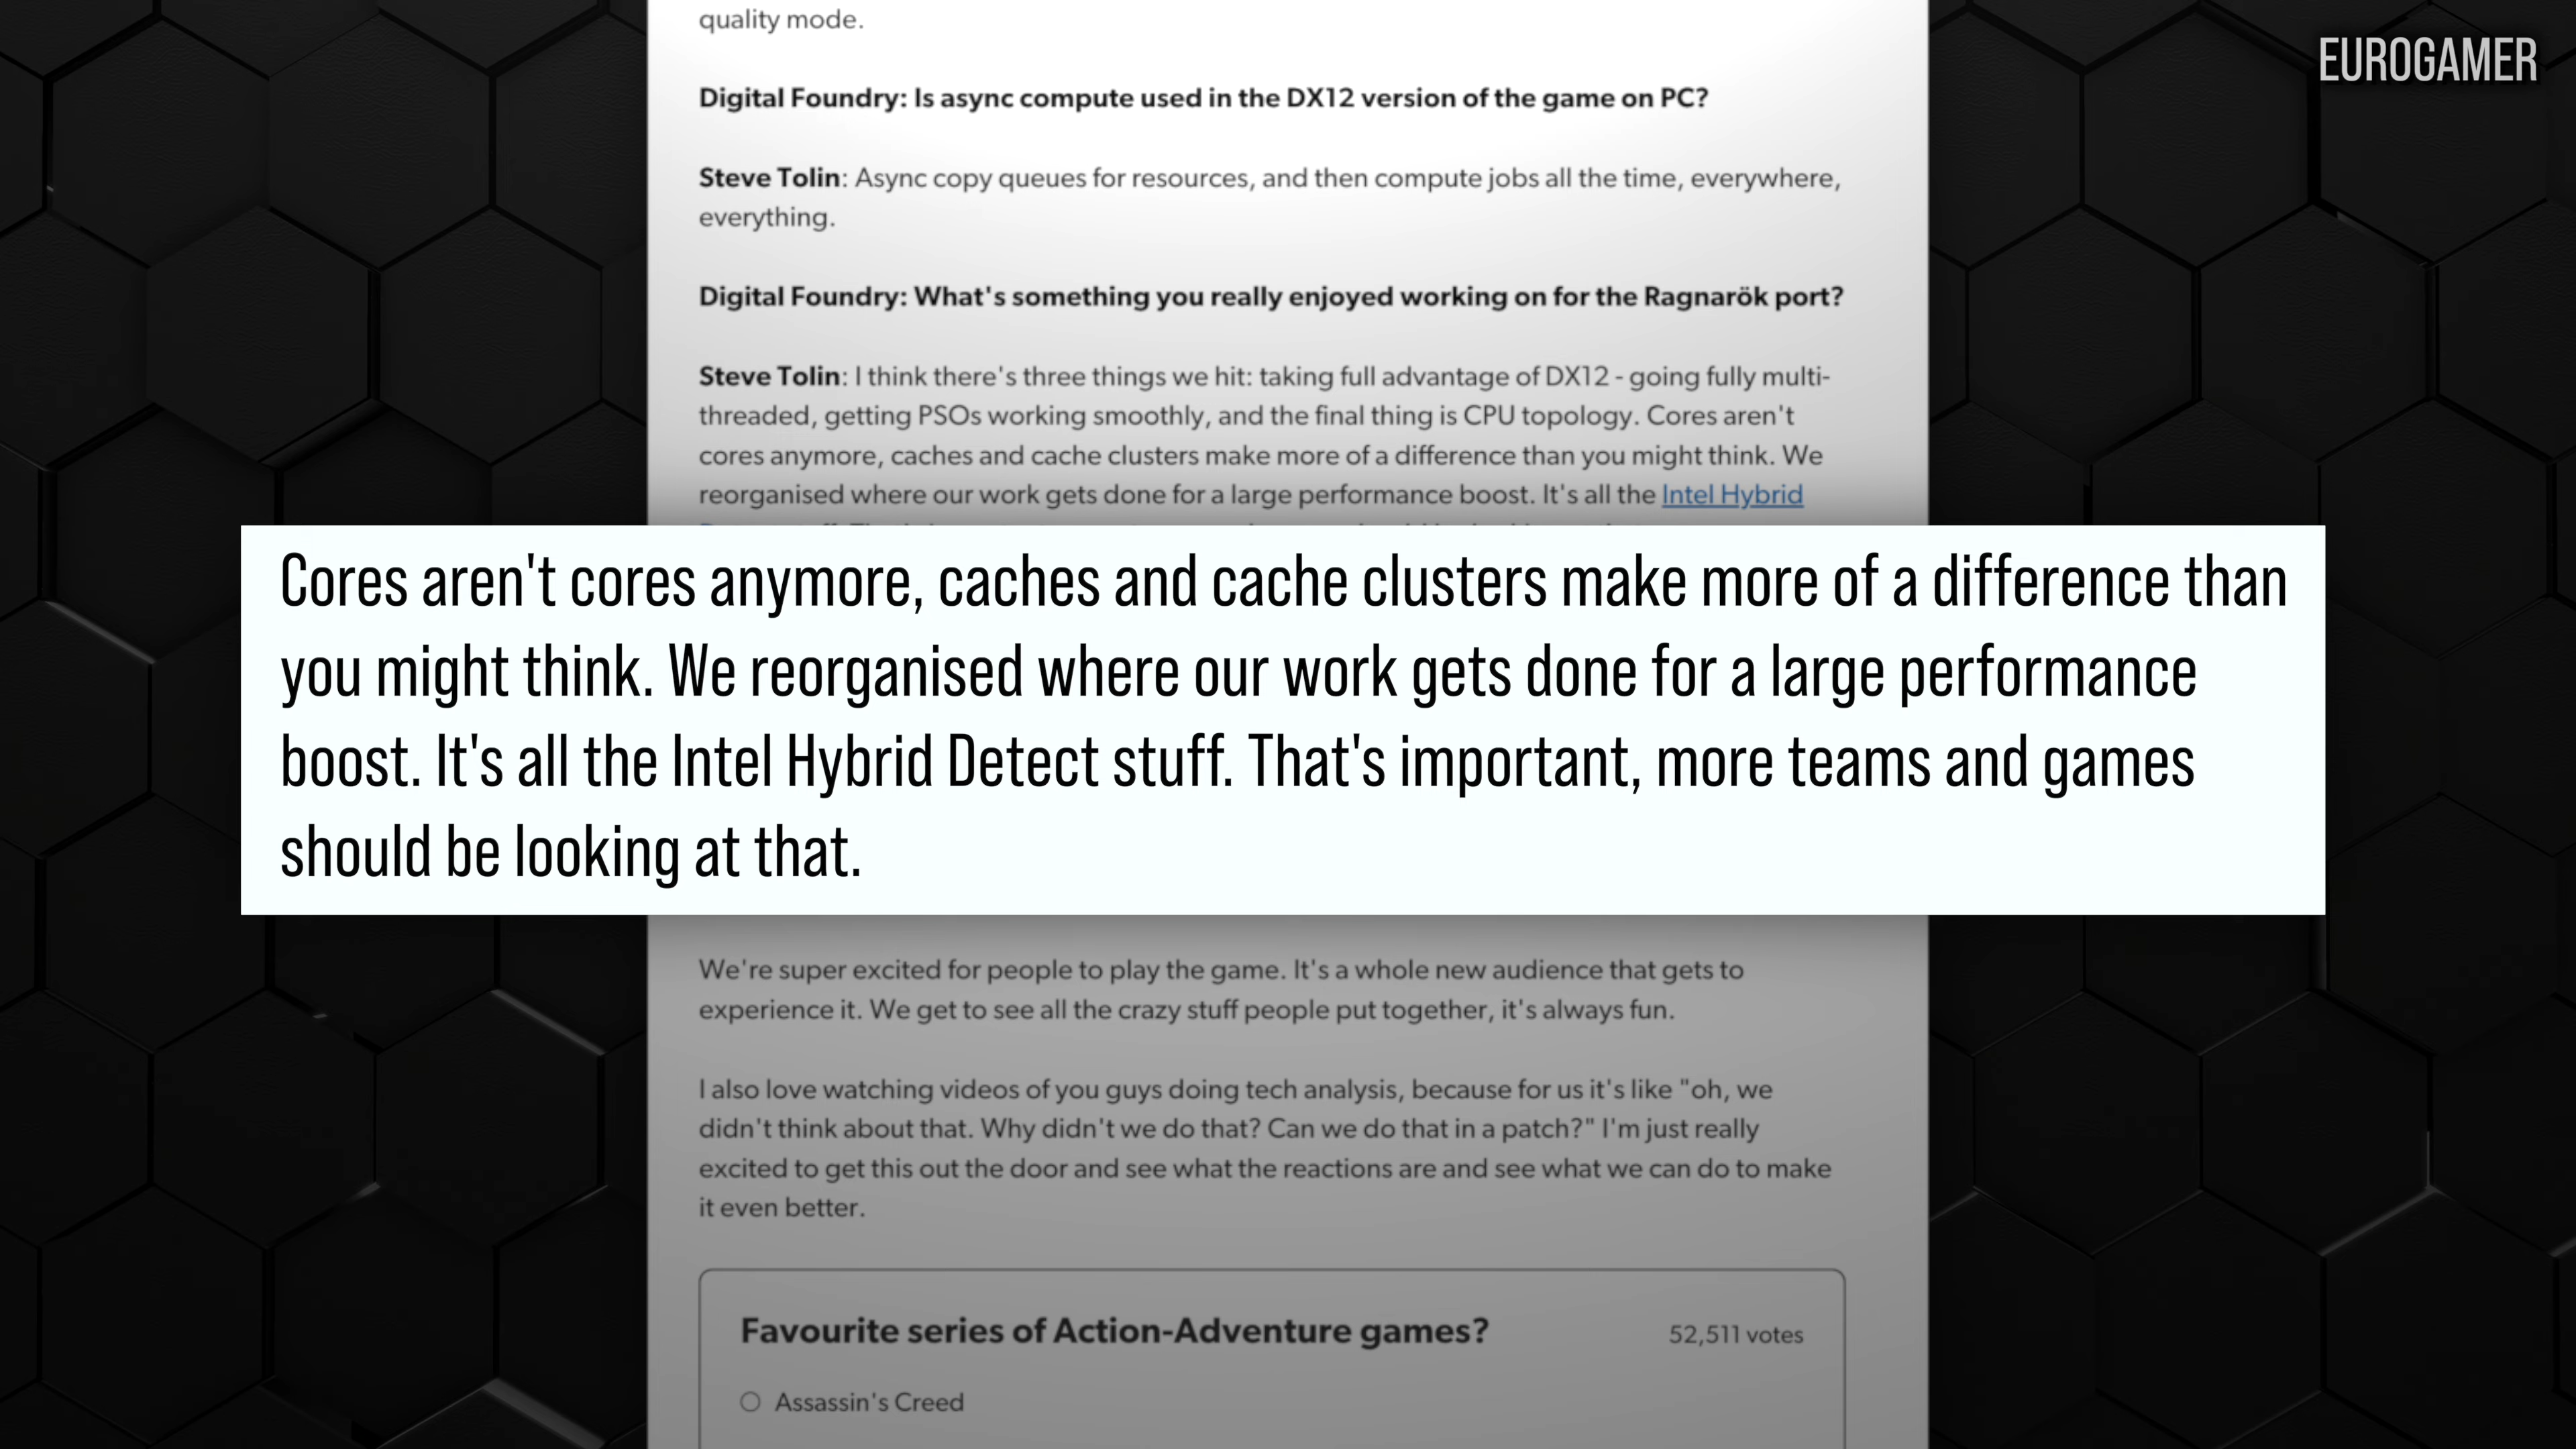 quality mode.
EUROGAMER
Digital Foundry: Is async compute used in the DX12 version of the game on PC?
Steve Tolin: Async copy queues for resources, and then compute jobs all the time, everywhere,
everything.
Digital Foundry: What's something you really enjoyed working on for the Ragnarök port?
Steve Tolin: I think there's three things we hit: taking full advantage of DX12 - going fully multi-
threaded, getting PSOs working smoothly, and the final thing is CPU topology. Cores aren't
cores anymore, caches and cache clusters make more of a difference than you might think. We
reorganised where our work gets done for a large performance boost. It's all the Intel Hybrid
Cores aren't cores anymore, caches and cache clusters make more of a difference than
you might think. We reorganised where our work gets done for a large performance
boost. It's all the Intel Hybrid Detect stuff. That's important, more teams and games
should be looking at that.
We're super excited for people to play the game. It's a whole new audience that gets to
experience it. We get to see all the crazy stuff people put together, it's always fun.
I also love watching videos of you guys doing tech analysis, because for us it's like "oh, we
didn't think about that. Why didn't we do that? Can we do that in a patch?" I'm just really
excited to get this out the door and see what the reactions are and see what we can do to make
it even better.
Favourite series of Action-Adventure games?
52,511 votes
Assassin's Creed